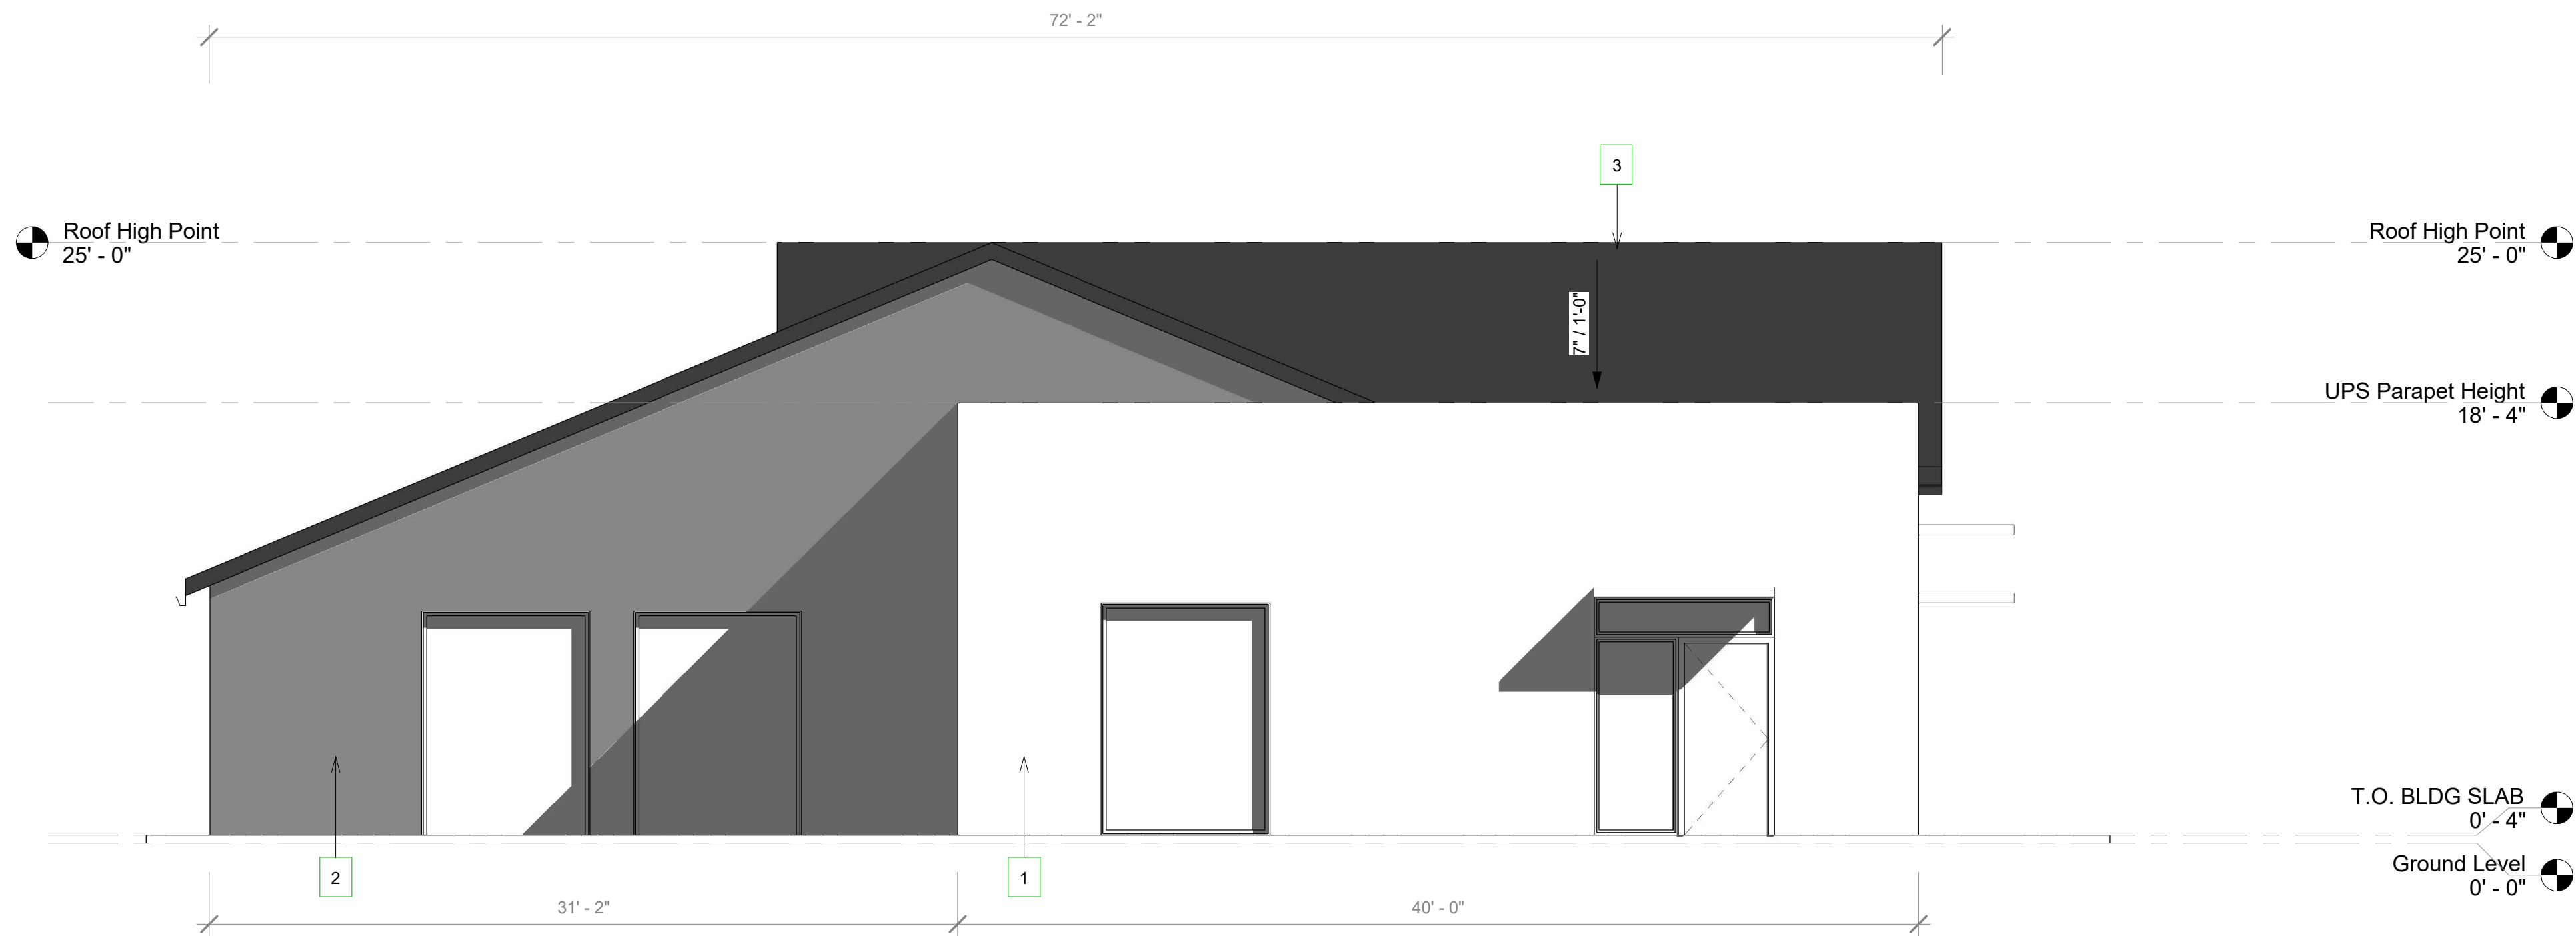 72' - 2"
3
Roof High Point
25' - 0"
Roof High Point
25' - 0"
7" / 1'-0"
UPS Parapet Height
18' - 4"
T.O. BLDG SLAB
0' - 4"
Ground Level
0' - 0"
2
1
31' - 2"
40' - 0"